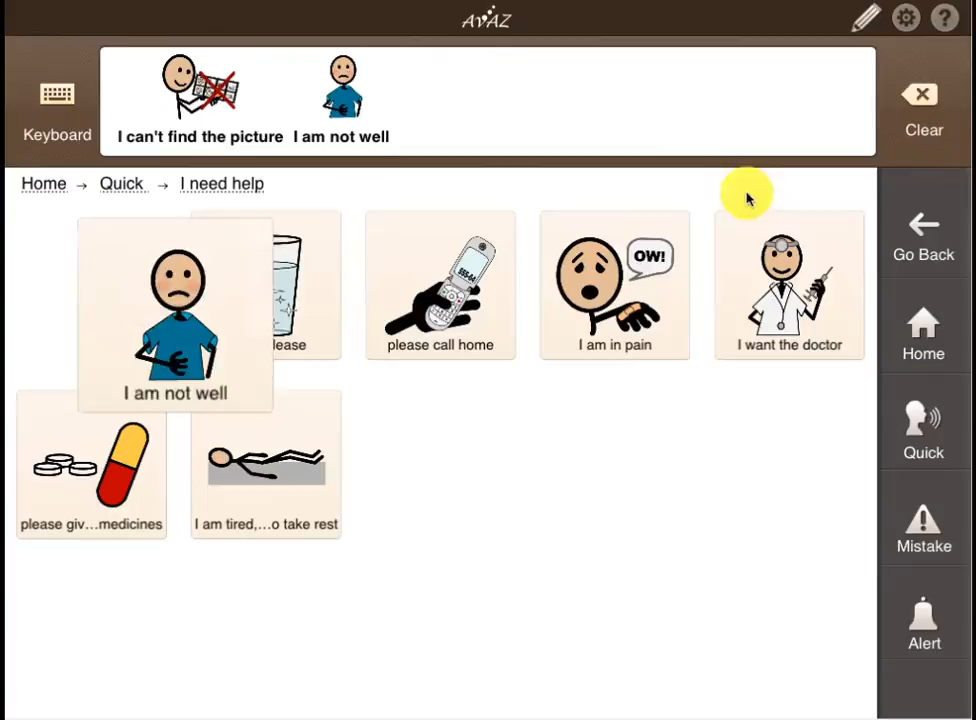 AVAZ
Keyboard
I can't find the picture I am not well
Clear
Home → Quick → I need help
Go Back
I am not well
lease
please call home
555-64
OW!
I am in pain
I want the doctor
Home
please giv...medicines
I am tired,...o take rest
Quick
Mistake
Alert